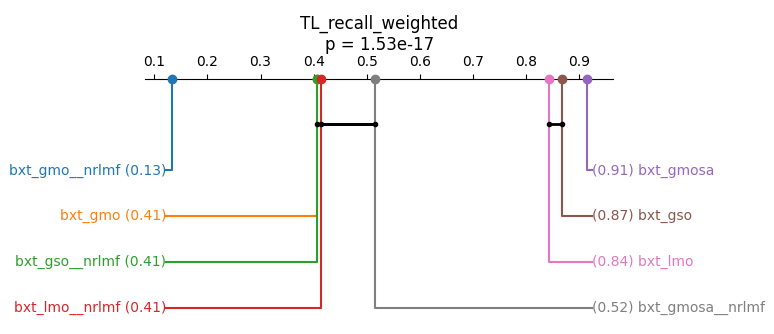 TL_recall_weighted
p = 1.53e-17
0.1 0.2 0.3 0.4 0.5 0.6 0.7 0.8 0.9
bxt_gmo__nrlmf (0.13) (0.91) bxt_gmosa
bxt_gmo (0.41) (0.87) bxt_gso
bxt_gso__nrlmf (0.41) (0.84) bxt_lmo
bxt_lmo__nrlmf (0.41) (0.52) bxt_gmosa__nrlmf